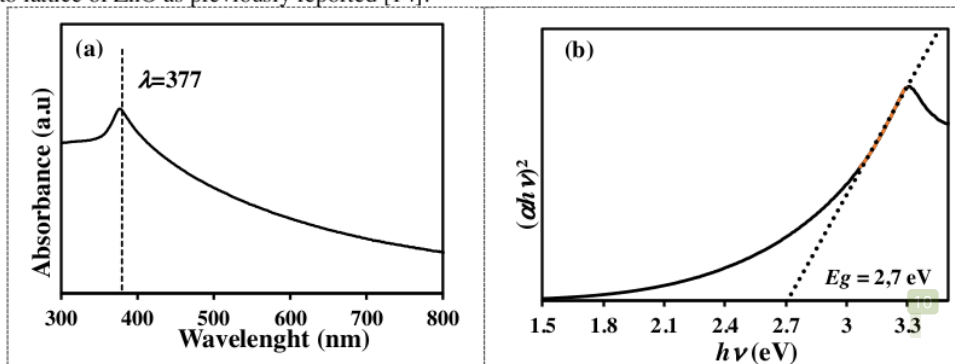 to lattice of ZnO as previously reported [14].
(a)
λ=377
Absorbance (a.u)
300 400 500 600 700 800
Wavelenght (nm)
(b)
(αhν)²
Eg = 2,7 eV
10
1.5 1.8 2.1 2.4 2.7 3 3.3
hν (eV)